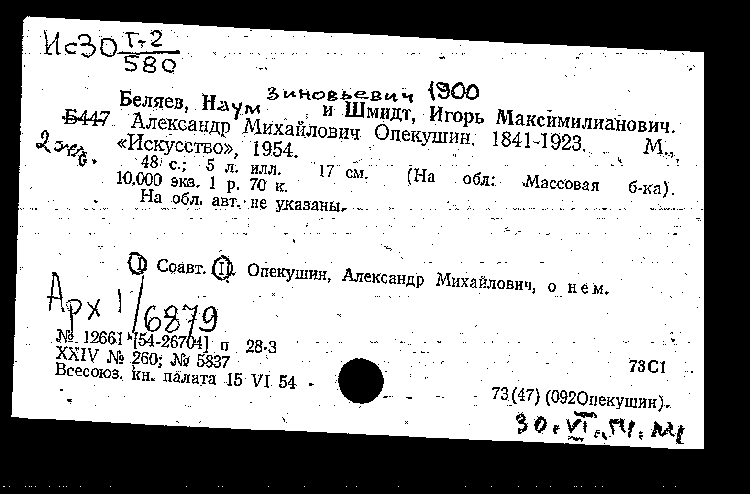 Ис30 Т-2
580
Зиновьевич 1900
Беляев, Наум и Шмидт, Игорь Максимилианович.
Б447 Александр Михайлович Опекушин. 1841-1923. М.,
2 экз. «Искусство», 1954.
48 с.; 5 л. илл. 17 см. (На обл: Массовая б-ка).
10.000 экз. 1 р. 70 к.
На обл. авт. не указаны.
I Соавт. II. Опекушин, Александр Михайлович, о нем.
Арх 1/6879
№ 12661 [54-26704] п 28-3
XXIV № 260; № 5837 73С1
Всесоюз. кн. палата 15 VI 54
73(47) (092Опекушин).
30.VI.54.